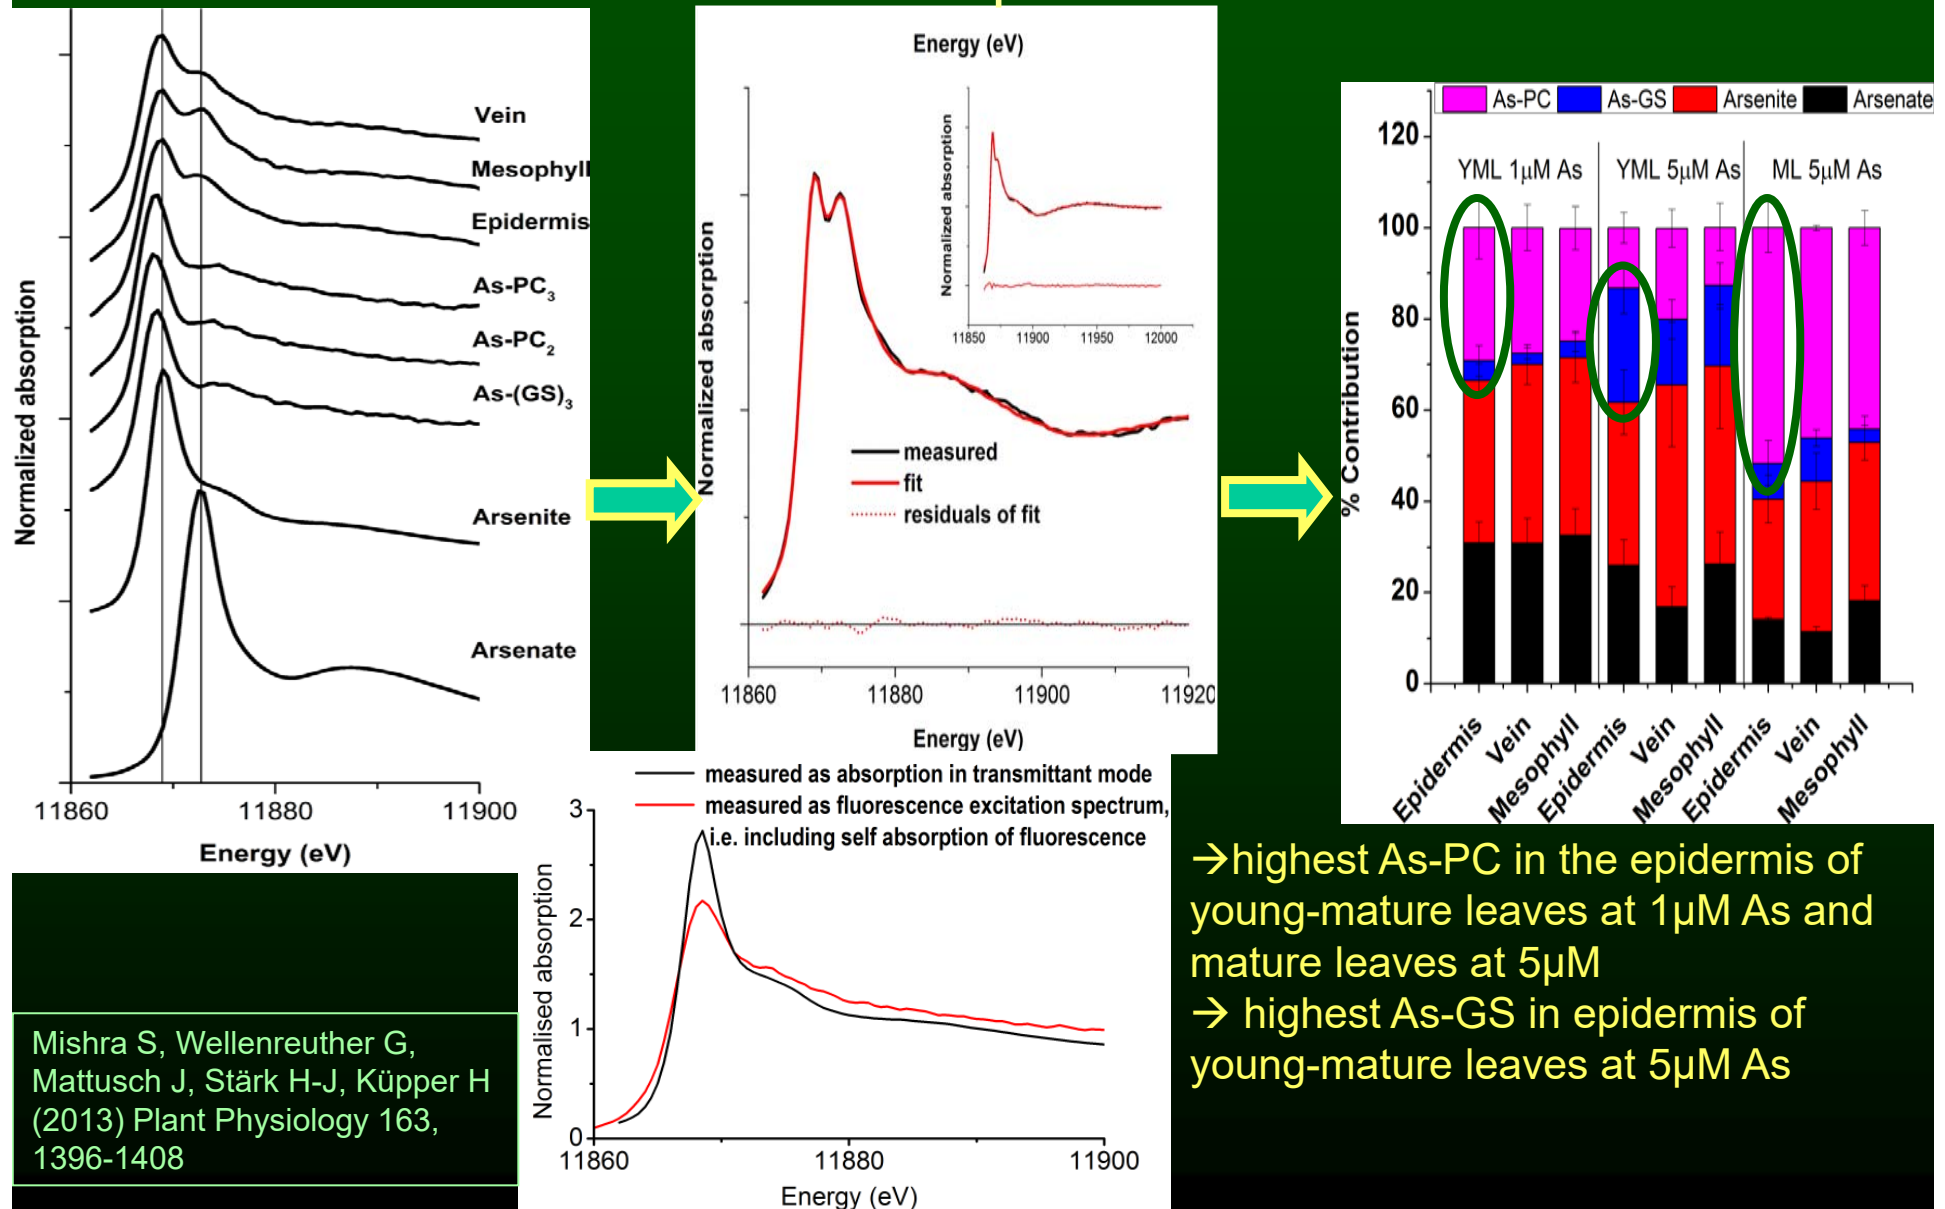 Vein
Mesophyll
Epidermis
As-PC3
As-PC2
As-(GS)3
Arsenite
Arsenate
Normalized absorption
11860 11880 11900
Energy (eV)
Energy (eV)
Normalized absorption
Normalized absorption
11850 11900 11950 12000
measured
fit
residuals of fit
11860 11880 11900 11920
Energy (eV)
As-PC As-GS Arsenite Arsenate
YML 1µM As YML 5µM As ML 5µM As
% Contribution
120
100
80
60
40
20
0
Epidermis Vein Mesophyll Epidermis Vein Mesophyll Epidermis Vein Mesophyll
measured as absorption in transmittant mode
measured as fluorescence excitation spectrum,
i.e. including self absorption of fluorescence
Normalised absorption
3
2
1
0
11860 11880 11900
Energy (eV)
→highest As-PC in the epidermis of
young-mature leaves at 1µM As and
mature leaves at 5µM
→ highest As-GS in epidermis of
young-mature leaves at 5µM As
Mishra S, Wellenreuther G,
Mattusch J, Stärk H-J, Küpper H
(2013) Plant Physiology 163,
1396-1408